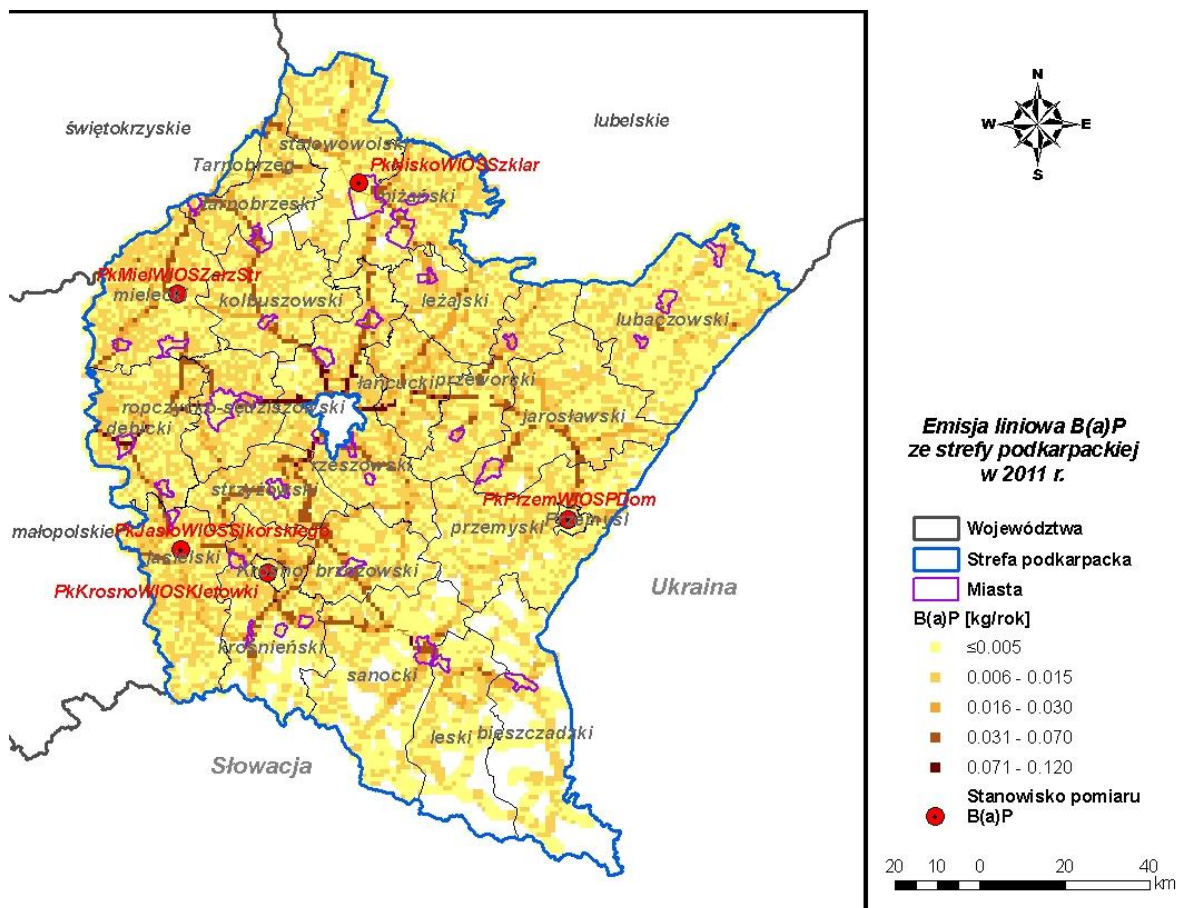 świętokrzyskie
lubelskie
stalowowolski
Tarnobrzeg
PkNiskoWIOSSzklar
niżański
tarnobrzeski
PkMielWIOSZarzStr
mielecki
kolbuszowski
leżajski
lubaczowski
łańcucki
przeworski
ropczycko-sędziszowski
jarosławski
dębicki
rzeszowski
strzyżowski
PkPrzemWIOSPDom
przemyski
Przemyśl
małopolskie
PkJasloWIOSSikorskiego
jasielski
Krosno
brzozowski
PkKrosnoWIOSKletowki
Ukraina
krośnieński
sanocki
leski
bieszczadzki
Słowacja
N
W
E
S
Emisja liniowa B(a)P
ze strefy podkarpackiej
w 2011 r.
Województwa
Strefa podkarpacka
Miasta
B(a)P [kg/rok]
≤0.005
0.006 - 0.015
0.016 - 0.030
0.031 - 0.070
0.071 - 0.120
Stanowisko pomiaru
B(a)P
20 10 0 20 40
km